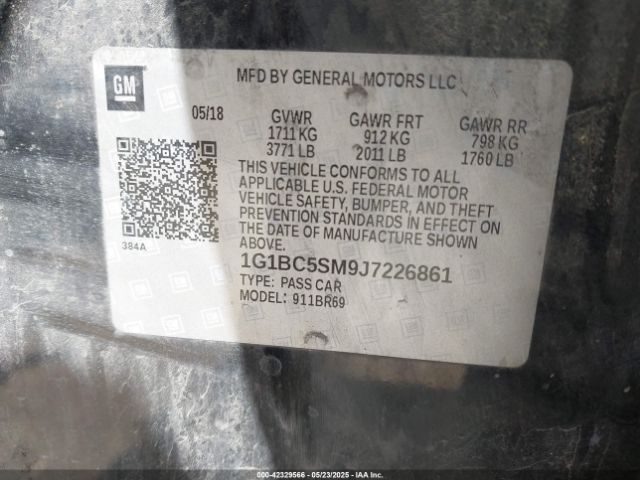 GM
MFD BY GENERAL MOTORS LLC
05/18 GVWR GAWR FRT GAWR RR
1711 KG 912 KG 798 KG
3771 LB 2011 LB 1760 LB
THIS VEHICLE CONFORMS TO ALL
APPLICABLE U.S. FEDERAL MOTOR
VEHICLE SAFETY, BUMPER, AND THEFT
PREVENTION STANDARDS IN EFFECT ON
THE DATE OF MANUFACTURE SHOWN
ABOVE.
384A
1G1BC5SM9J7226861
TYPE: PASS CAR
MODEL: 911BR69
000-42329566 - 05/23/2025 - IAA Inc.